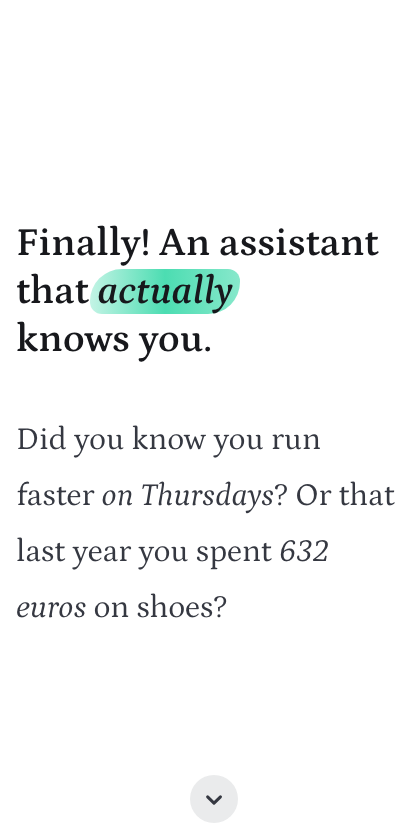 Finally! An assistant
that actually
knows you.
Did you know you run
faster on Thursdays? Or that
last year you spent 632
euros on shoes?